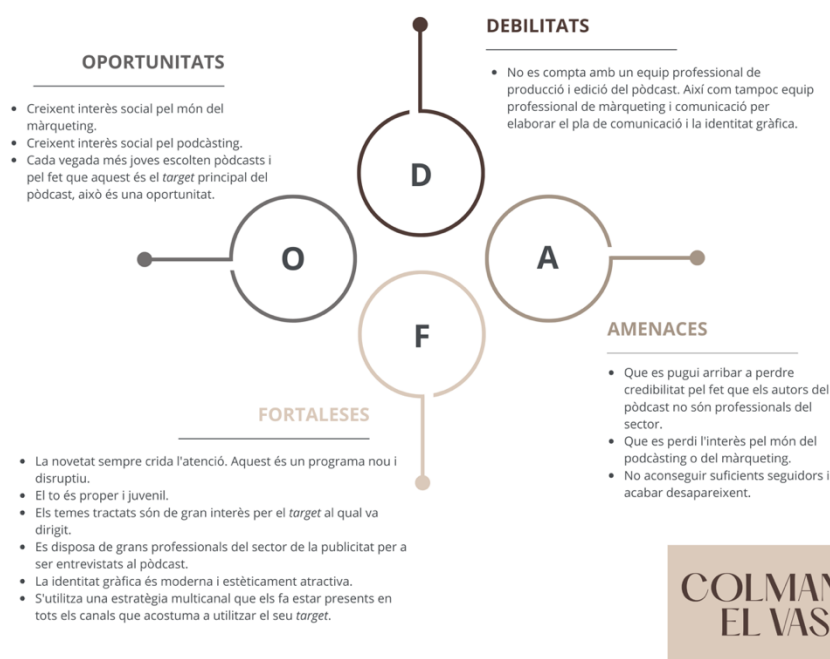 DEBILITATS
No es compta amb un equip professional de
producció i edició del pòdcast. Així com tampoc equip
professional de màrqueting i comunicació per
elaborar el pla de comunicació i la identitat gràfica.
OPORTUNITATS
Creixent interès social pel món del
màrqueting.
Creixent interès social pel podcàsting.
Cada vegada més joves escolten pòdcasts i
pel fet que aquest és el target principal del
pòdcast, això és una oportunitat.
D
O
A
F
AMENACES
Que es pugui arribar a perdre
credibilitat pel fet que els autors del
pòdcast no són professionals del
sector.
Que es perdi l'interès pel món del
podcàsting o del màrqueting.
No aconseguir suficients seguidors i
acabar desapareixent.
FORTALESES
La novetat sempre crida l'atenció. Aquest és un programa nou i
disruptiu.
El to és proper i juvenil.
Els temes tractats són de gran interès per el target al qual va
dirigit.
Es disposa de grans professionals del sector de la publicitat per a
ser entrevistats al pòdcast.
La identitat gràfica és moderna i estèticament atractiva.
S'utilitza una estratègia multicanal que els fa estar presents en
tots els canals que acostuma a utilitzar el seu target.
EL VAS